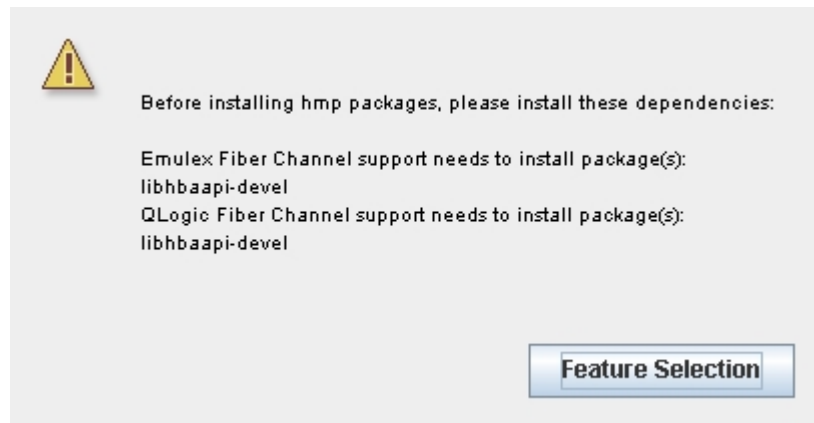 Before installing hmp packages, please install these dependencies:
Emulex Fiber Channel support needs to install package(s):
libhbaapi-devel
QLogic Fiber Channel support needs to install package(s):
libhbaapi-devel
Feature Selection